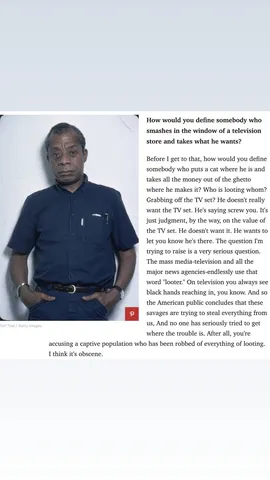 How would you define somebody who
smashes in the window of a television
store and takes what he wants?
Before I get to that, how would you define
somebody who puts a cat where he is and
takes all the money out of the ghetto
where he makes it? Who is looting whom?
Grabbing off the TV set? He doesn't really
want the TV set. He's saying screw you. It's
just judgment, by the way, on the value of
the TV set. He doesn't want it. He wants to
let you know he's there. The question I'm
trying to raise is a very serious question.
The mass media-television and all the
major news agencies-endlessly use that
word "looter." On television you always see
black hands reaching in, you know. And so
the American public concludes that these
savages are trying to steal everything from
us, And no one has seriously tried to get
where the trouble is. After all, you're
accusing a captive population who has been robbed of everything of looting.
I think it's obscene.